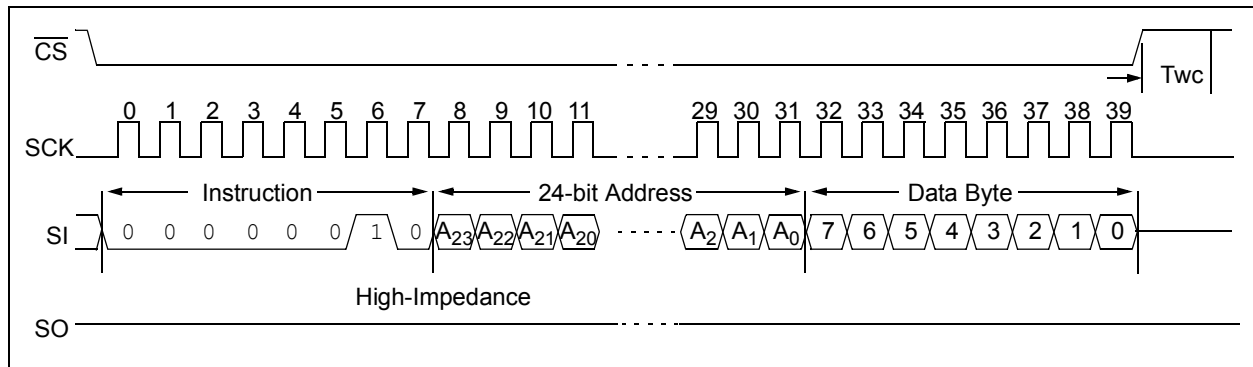 CS
Twc
0 1 2 3 4 5 6 7 8 9 10 11 29 30 31 32 33 34 35 36 37 38 39
SCK
Instruction 24-bit Address Data Byte
SI 0 0 0 0 0 0 1 0 A23 A22 A21 A20 A2 A1 A0 7 6 5 4 3 2 1 0
High-Impedance
SO